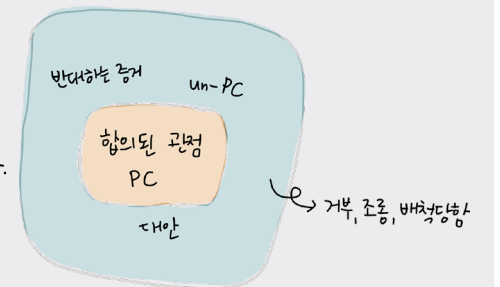 반대하는 증거
un-PC
합의된 관점
PC
대안
거부, 조롱, 배척당함